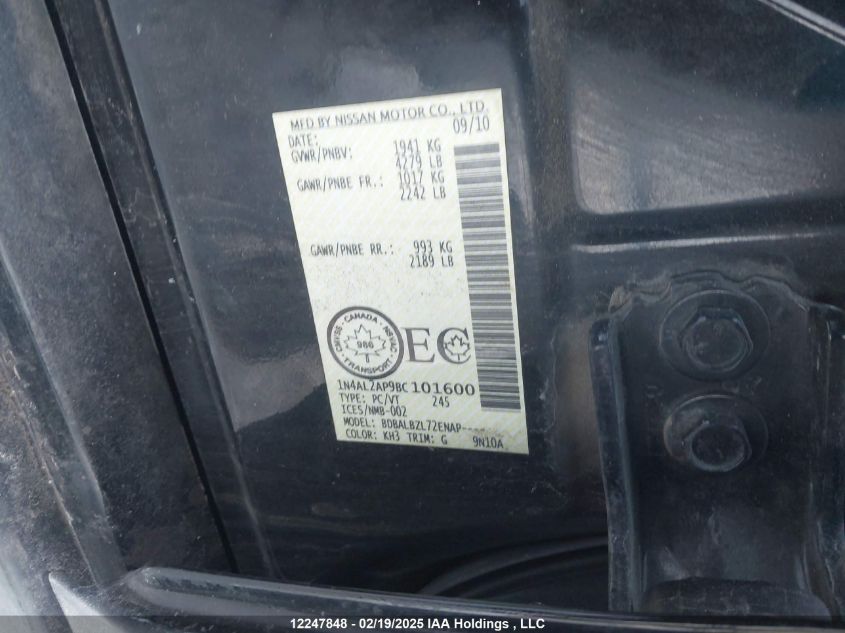 MFD BY NISSAN MOTOR CO., LTD.
DATE: 09/10
GVWR/PNBV: 1941 KG
4279 LB
GAWR/PNBE FR.: 1017 KG
2242 LB
GAWR/PNBE RR.: 993 KG
2189 LB
CMVSS - CANADA - NSVAC
986
TRANSPORT
EC
1N4AL2AP9BC101600
TYPE: PC/VT 245
ICES/NMB-002
MODEL: BDBALBZL72ENAP----
COLOR: KH3 TRIM: G 9N10A
12247848 - 02/19/2025 IAA Holdings , LLC